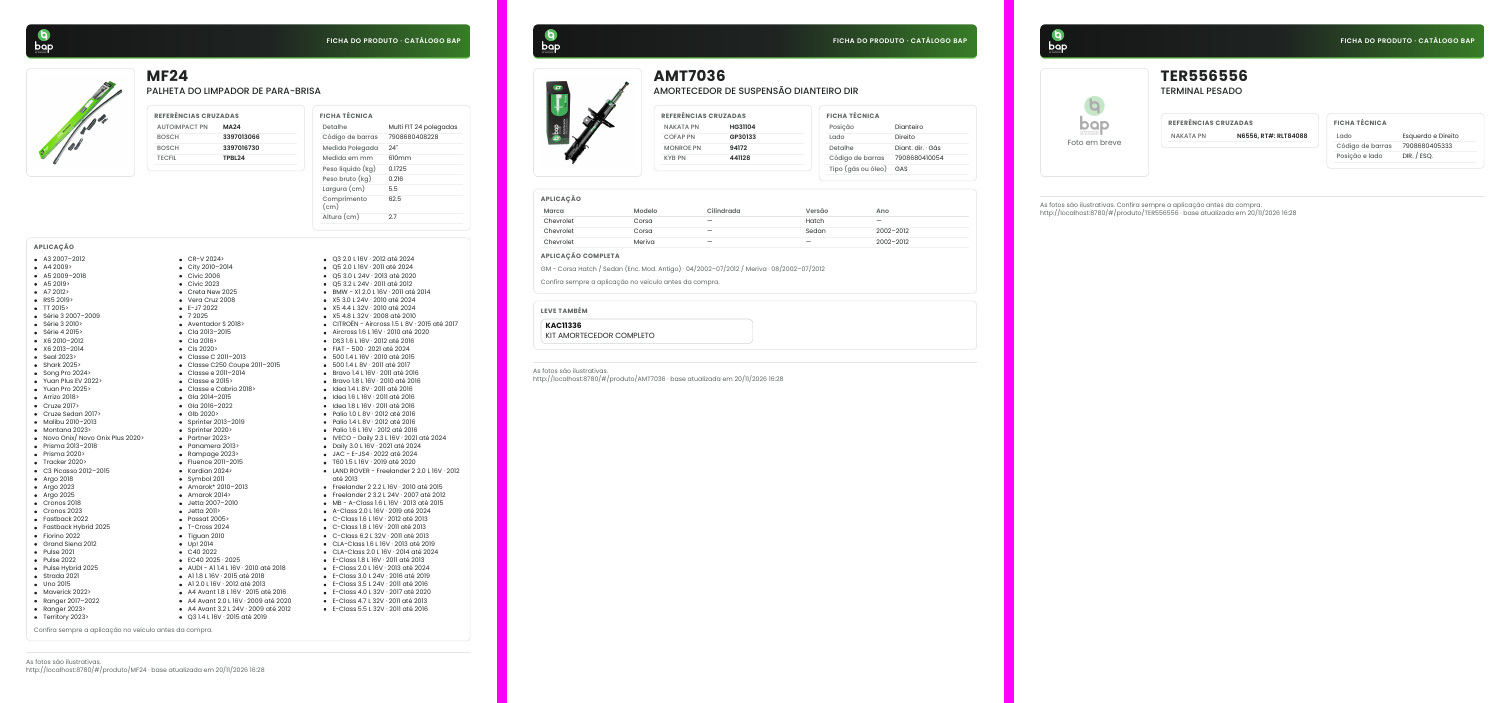 bap
FICHA DO PRODUTO · CATÁLOGO BAP
MF24
PALHETA DO LIMPADOR DE PARA-BRISA
REFERÊNCIAS CRUZADAS
AUTOIMPACT PN MA24
BOSCH 3397013066
BOSCH 3397016730
TECFIL TPBL24
FICHA TÉCNICA
Detalhe Multi FIT 24 polegadas
Código de barras 7908680408228
Medida Polegada 24"
Medida em mm 610mm
Peso líquido (kg) 0.1725
Peso bruto (kg) 0.216
Largura (cm) 5.5
Comprimento (cm) 62.5
Altura (cm) 2.7
APLICAÇÃO
A3 2007–2012
A4 2009>
A5 2009–2018
A5 2019>
A7 2012>
RS5 2019>
TT 2015>
Série 3 2007–2009
Série 3 2010>
Série 4 2015>
X6 2010–2012
X6 2013–2014
Seal 2023>
Shark 2025>
Song Pro 2024>
Yuan Plus EV 2022>
Yuan Pro 2025>
Arrizo 2018>
Cruze 2017>
Cruze Sedan 2017>
Malibu 2010–2013
Montana 2023>
Novo Onix/ Novo Onix Plus 2020>
Prisma 2013–2018
Prisma 2020>
Tracker 2020>
C3 Picasso 2012–2015
Argo 2018
Argo 2023
Argo 2025
Cronos 2018
Cronos 2023
Fastback 2022
Fastback Hybrid 2025
Fiorino 2022
Grand Siena 2012
Pulse 2021
Pulse 2022
Pulse Hybrid 2025
Strada 2021
Uno 2015
Maverick 2022>
Ranger 2017–2022
Ranger 2023>
Territory 2023>
CR-V 2024>
City 2010–2014
Civic 2006
Civic 2023
Creta New 2025
Vera Cruz 2008
E-J7 2022
7 2025
Aventador S 2018>
Cla 2013–2015
Cla 2016>
Cls 2020>
Classe C 2011–2013
Classe C250 Coupe 2011–2015
Classe e 2011–2014
Classe e 2015>
Classe e Cabrio 2018>
Gla 2014–2015
Gla 2016–2022
Glb 2020>
Sprinter 2013–2019
Sprinter 2020>
Partner 2023>
Panamera 2013>
Rampage 2023>
Fluence 2011–2015
Kardian 2024>
Symbol 2011
Amarok* 2010–2013
Amarok 2014>
Jetta 2007–2010
Jetta 2011>
Passat 2005>
T-Cross 2024
Tiguan 2010
Up! 2014
C40 2022
EC40 2025 · 2025
AUDI - A1 1.4 L 16V · 2010 até 2018
A1 1.8 L 16V · 2015 até 2018
A1 2.0 L 16V · 2012 até 2013
A4 Avant 1.8 L 16V · 2015 até 2016
A4 Avant 2.0 L 16V · 2009 até 2020
A4 Avant 3.2 L 24V · 2009 até 2012
Q3 1.4 L 16V · 2015 até 2019
Q3 2.0 L 16V · 2012 até 2024
Q5 2.0 L 16V · 2011 até 2024
Q5 3.0 L 24V · 2013 até 2020
Q5 3.2 L 24V · 2011 até 2012
BMW - X1 2.0 L 16V · 2011 até 2014
X5 3.0 L 24V · 2010 até 2024
X5 4.4 L 32V · 2010 até 2024
X5 4.8 L 32V · 2008 até 2010
CITROËN - Aircross 1.5 L 8V · 2015 até 2017
Aircross 1.6 L 16V · 2010 até 2020
DS3 1.6 L 16V · 2012 até 2016
FIAT - 500 · 2021 até 2024
500 1.4 L 16V · 2010 até 2015
500 1.4 L 8V · 2011 até 2017
Bravo 1.4 L 16V · 2011 até 2016
Bravo 1.8 L 16V · 2010 até 2016
Idea 1.4 L 8V · 2011 até 2016
Idea 1.6 L 16V · 2011 até 2016
Idea 1.8 L 16V · 2011 até 2016
Palio 1.0 L 8V · 2012 até 2016
Palio 1.4 L 8V · 2012 até 2016
Palio 1.6 L 16V · 2012 até 2016
IVECO - Daily 2.3 L 16V · 2021 até 2024
Daily 3.0 L 16V · 2021 até 2024
JAC - E-JS4 · 2022 até 2024
T60 1.5 L 16V · 2019 até 2020
LAND ROVER - Freelander 2 2.0 L 16V · 2012
até 2013
Freelander 2 2.2 L 16V · 2010 até 2015
Freelander 2 3.2 L 24V · 2007 até 2012
MB - A-Class 1.6 L 16V · 2013 até 2015
A-Class 2.0 L 16V · 2019 até 2024
C-Class 1.6 L 16V · 2012 até 2013
C-Class 1.8 L 16V · 2011 até 2013
C-Class 6.2 L 32V · 2011 até 2013
CLA-Class 1.6 L 16V · 2013 até 2019
CLA-Class 2.0 L 16V · 2014 até 2024
E-Class 1.8 L 16V · 2011 até 2013
E-Class 2.0 L 16V · 2013 até 2024
E-Class 3.0 L 24V · 2016 até 2019
E-Class 3.5 L 24V · 2011 até 2016
E-Class 4.0 L 32V · 2017 até 2020
E-Class 4.7 L 32V · 2011 até 2013
E-Class 5.5 L 32V · 2011 até 2016
Confira sempre a aplicação no veículo antes da compra.
As fotos são ilustrativas.
http://localhost:8780/#/produto/MF24 · base atualizada em 20/11/2026 16:28
bap
FICHA DO PRODUTO · CATÁLOGO BAP
AMT7036
AMORTECEDOR DE SUSPENSÃO DIANTEIRO DIR
REFERÊNCIAS CRUZADAS
NAKATA PN HG31104
COFAP PN GP30133
MONROE PN 94172
KYB PN 441128
FICHA TÉCNICA
Posição Dianteiro
Lado Direito
Detalhe Diant. dir. · Gás
Código de barras 7908680410054
Tipo (gás ou óleo) GAS
APLICAÇÃO
Marca Modelo Cilindrada Versão Ano
Chevrolet Corsa — Hatch —
Chevrolet Corsa — Sedan 2002–2012
Chevrolet Meriva — — 2002–2012
APLICAÇÃO COMPLETA
GM - Corsa Hatch / Sedan (Enc. Mod. Antigo) · 04/2002–07/2012 / Meriva · 08/2002–07/2012
Confira sempre a aplicação no veículo antes da compra.
LEVE TAMBÉM
KAC11336
KIT AMORTECEDOR COMPLETO
As fotos são ilustrativas.
http://localhost:8780/#/produto/AMT7036 · base atualizada em 20/11/2026 16:28
bap
FICHA DO PRODUTO · CATÁLOGO BAP
bap
Foto em breve
TER556556
TERMINAL PESADO
REFERÊNCIAS CRUZADAS
NAKATA PN N6556, RT#: RLT84088
FICHA TÉCNICA
Lado Esquerdo e Direito
Código de barras 7908680405333
Posição e lado DIR. / ESQ.
As fotos são ilustrativas. Confira sempre a aplicação antes da compra.
http://localhost:8780/#/produto/TER556556 · base atualizada em 20/11/2026 16:28